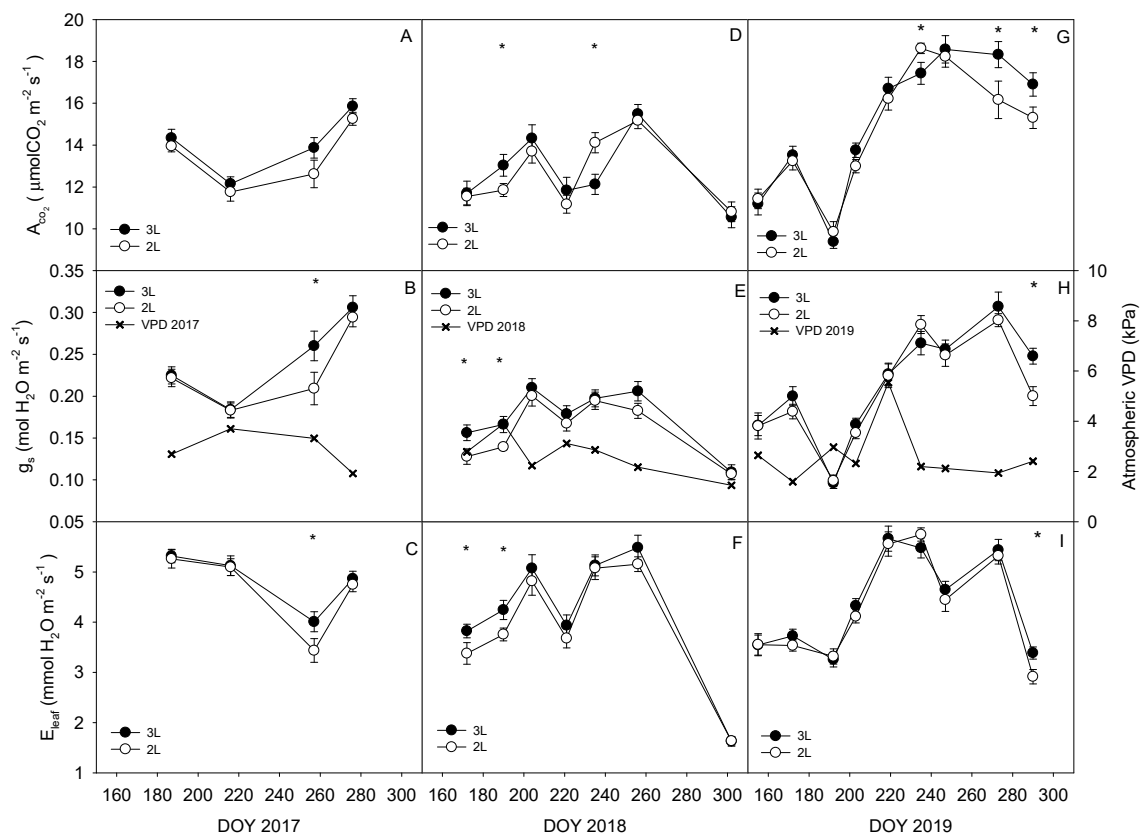 20
18
16
14
12
10
A_CO₂ ( μmolCO₂ m⁻² s⁻¹)
A
3L
2L
D
* *
3L
2L
G
* * *
3L
2L
0.35
0.30
0.25
0.20
0.15
0.10
0.05
gₛ (mol H₂O m⁻² s⁻¹)
B
*
3L
2L
VPD 2017
E
3L
2L
VPD 2018
* *
H
*
3L
2L
VPD 2019
10
8
6
4
2
0
Atmospheric VPD (kPa)
5
4
3
2
1
E_leaf (mmol H₂O m⁻² s⁻¹)
C
*
3L
2L
F
* *
3L
2L
I
*
3L
2L
160 180 200 220 240 260 280 300
160 180 200 220 240 260 280 300
160 180 200 220 240 260 280 300
DOY 2017
DOY 2018
DOY 2019